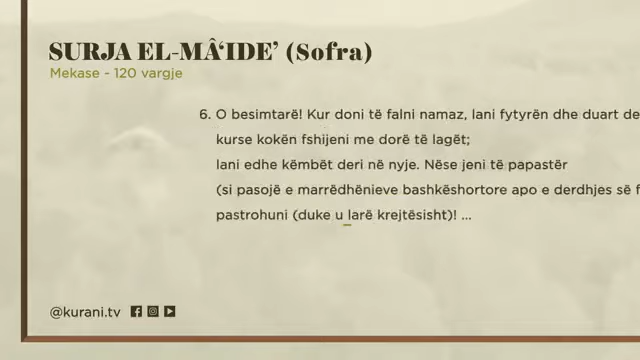 SURJA EL-MÂ‘IDE’ (Sofra)
Mekase - 120 vargje
6. O besimtarë! Kur doni të falni namaz, lani fytyrën dhe duart de
kurse kokën fshijeni me dorë të lagët;
lani edhe këmbët deri në nyje. Nëse jeni të papastër
(si pasojë e marrëdhënieve bashkëshortore apo e derdhjes së f
pastrohuni (duke u larë krejtësisht)! ...
@kurani.tv